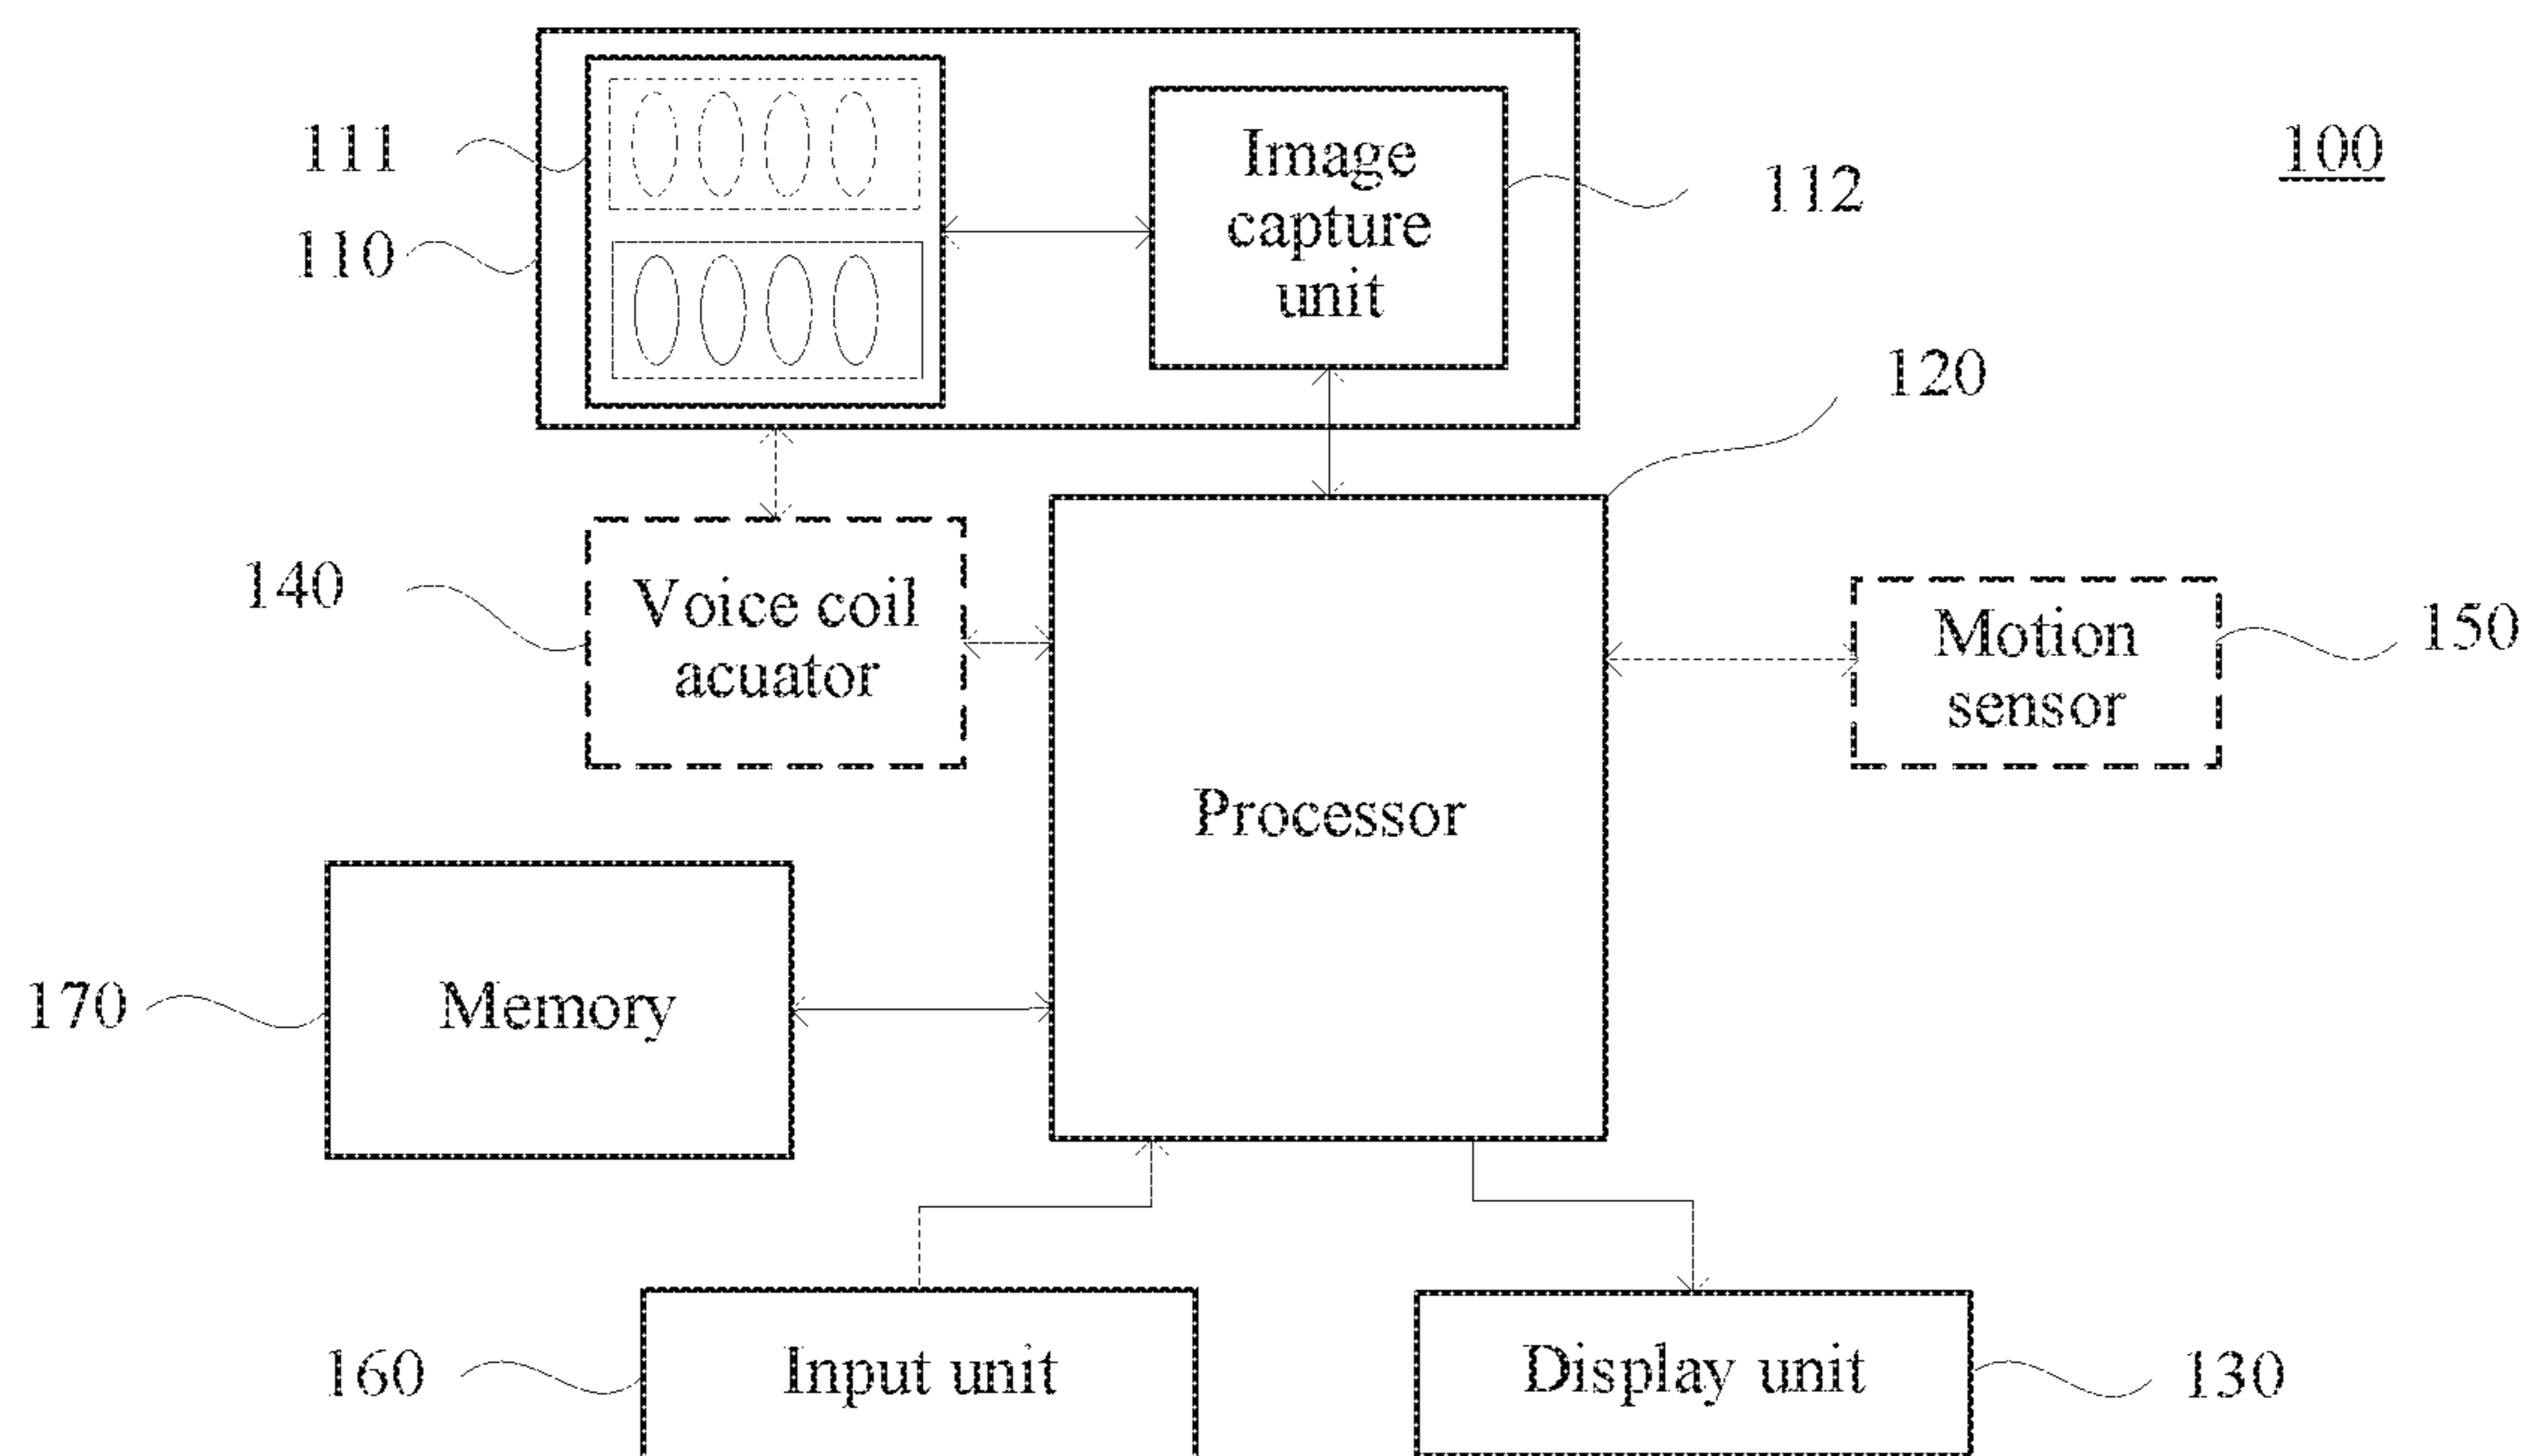 111
110
Image
capture
unit
112
100
120
140
Voice coil
acuator
Processor
Motion
sensor
150
170
Memory
160
Input unit
Display unit
130